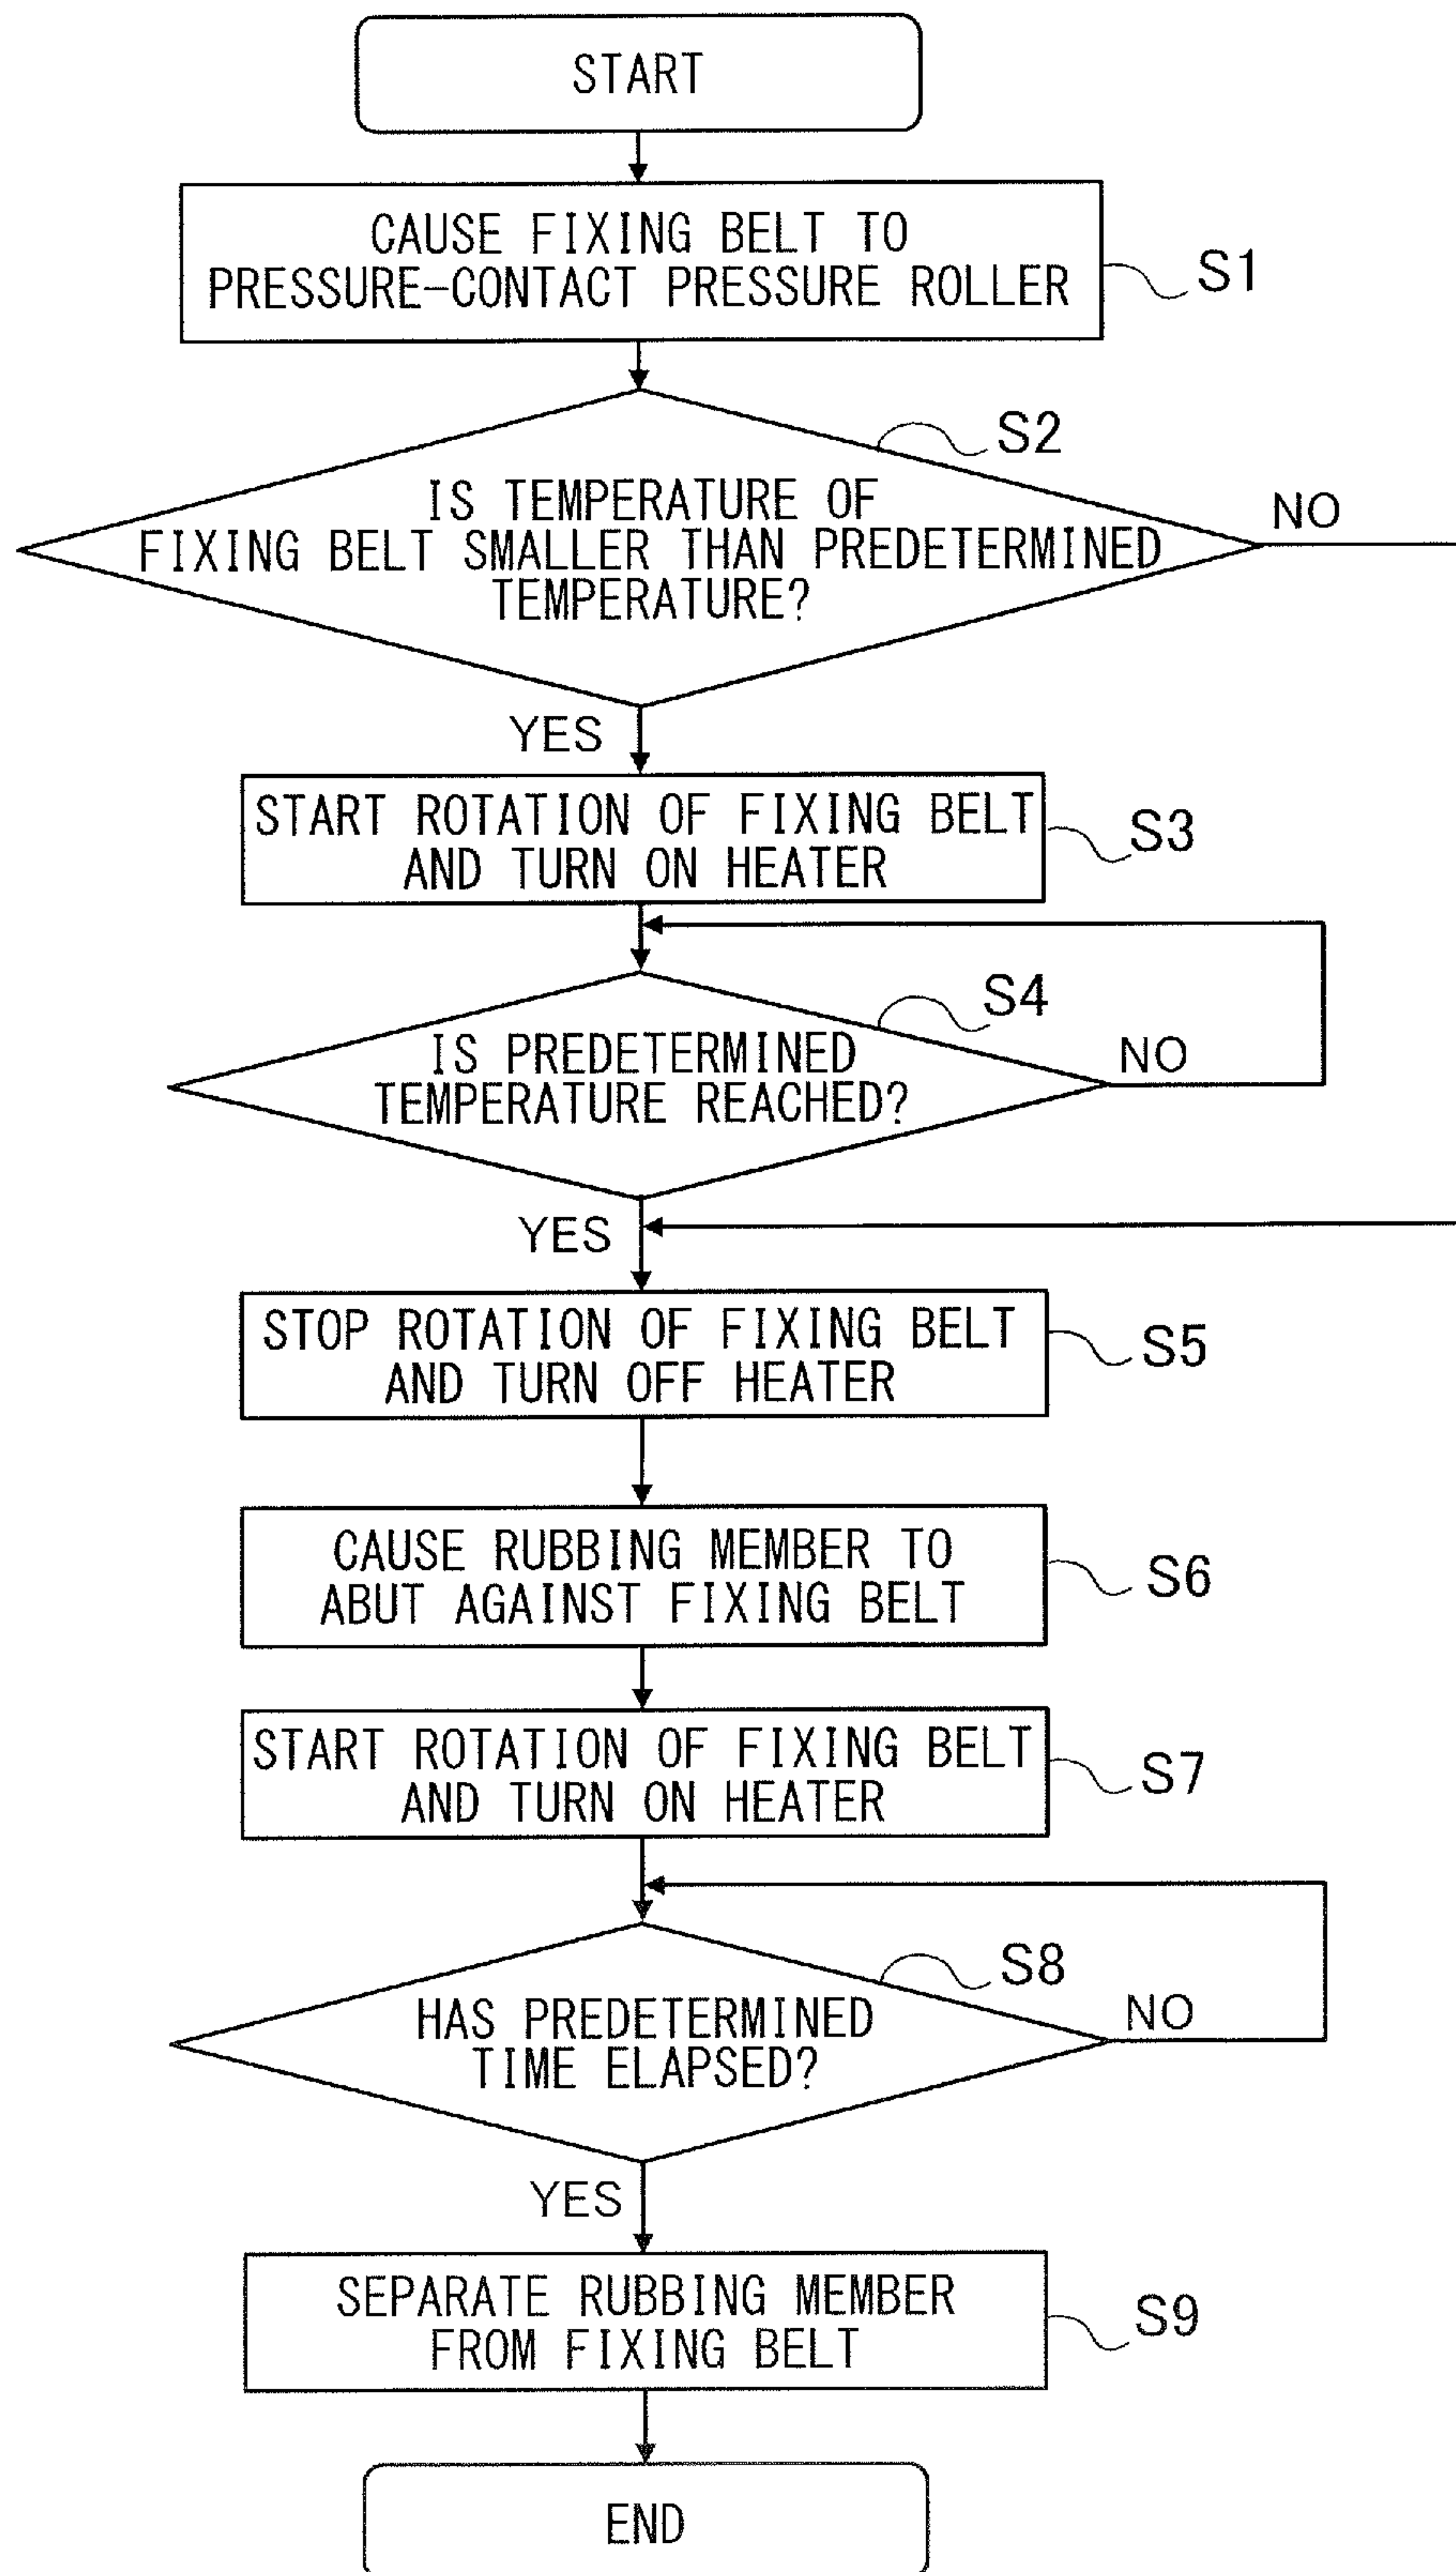 START
CAUSE FIXING BELT TO
PRESSURE-CONTACT PRESSURE ROLLER
S1
S2
IS TEMPERATURE OF
FIXING BELT SMALLER THAN PREDETERMINED
TEMPERATURE?
NO
YES
START ROTATION OF FIXING BELT
AND TURN ON HEATER
S3
S4
IS PREDETERMINED
TEMPERATURE REACHED?
NO
YES
STOP ROTATION OF FIXING BELT
AND TURN OFF HEATER
S5
CAUSE RUBBING MEMBER TO
ABUT AGAINST FIXING BELT
S6
START ROTATION OF FIXING BELT
AND TURN ON HEATER
S7
S8
HAS PREDETERMINED
TIME ELAPSED?
NO
YES
SEPARATE RUBBING MEMBER
FROM FIXING BELT
S9
END